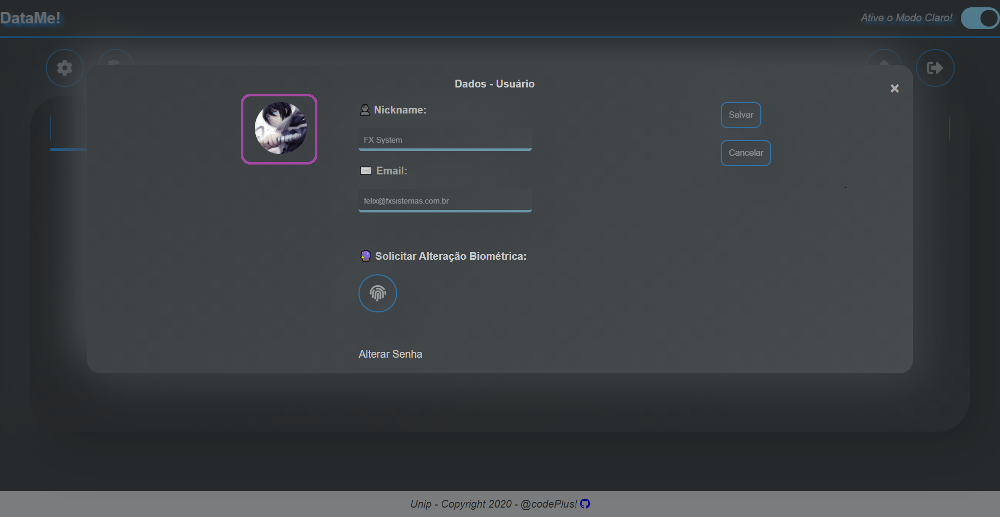 DataMe!
Ative o Modo Claro!
Dados - Usuário
Nickname:
Salvar
FX System
Cancelar
Email:
felix@fxsistemas.com.br
Solicitar Alteração Biométrica:
Alterar Senha
Unip - Copyright 2020 - @codePlus!